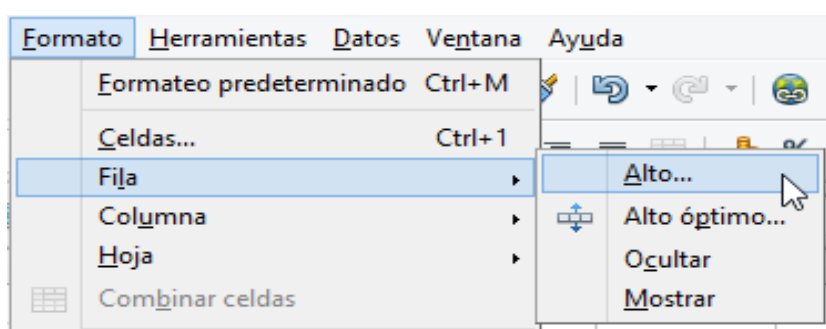 Formato Herramientas Datos Ventana Ayuda
Formateo predeterminado Ctrl+M
Celdas... Ctrl+1
Fila
Columna
Hoja
Combinar celdas
Alto...
Alto óptimo...
Ocultar
Mostrar